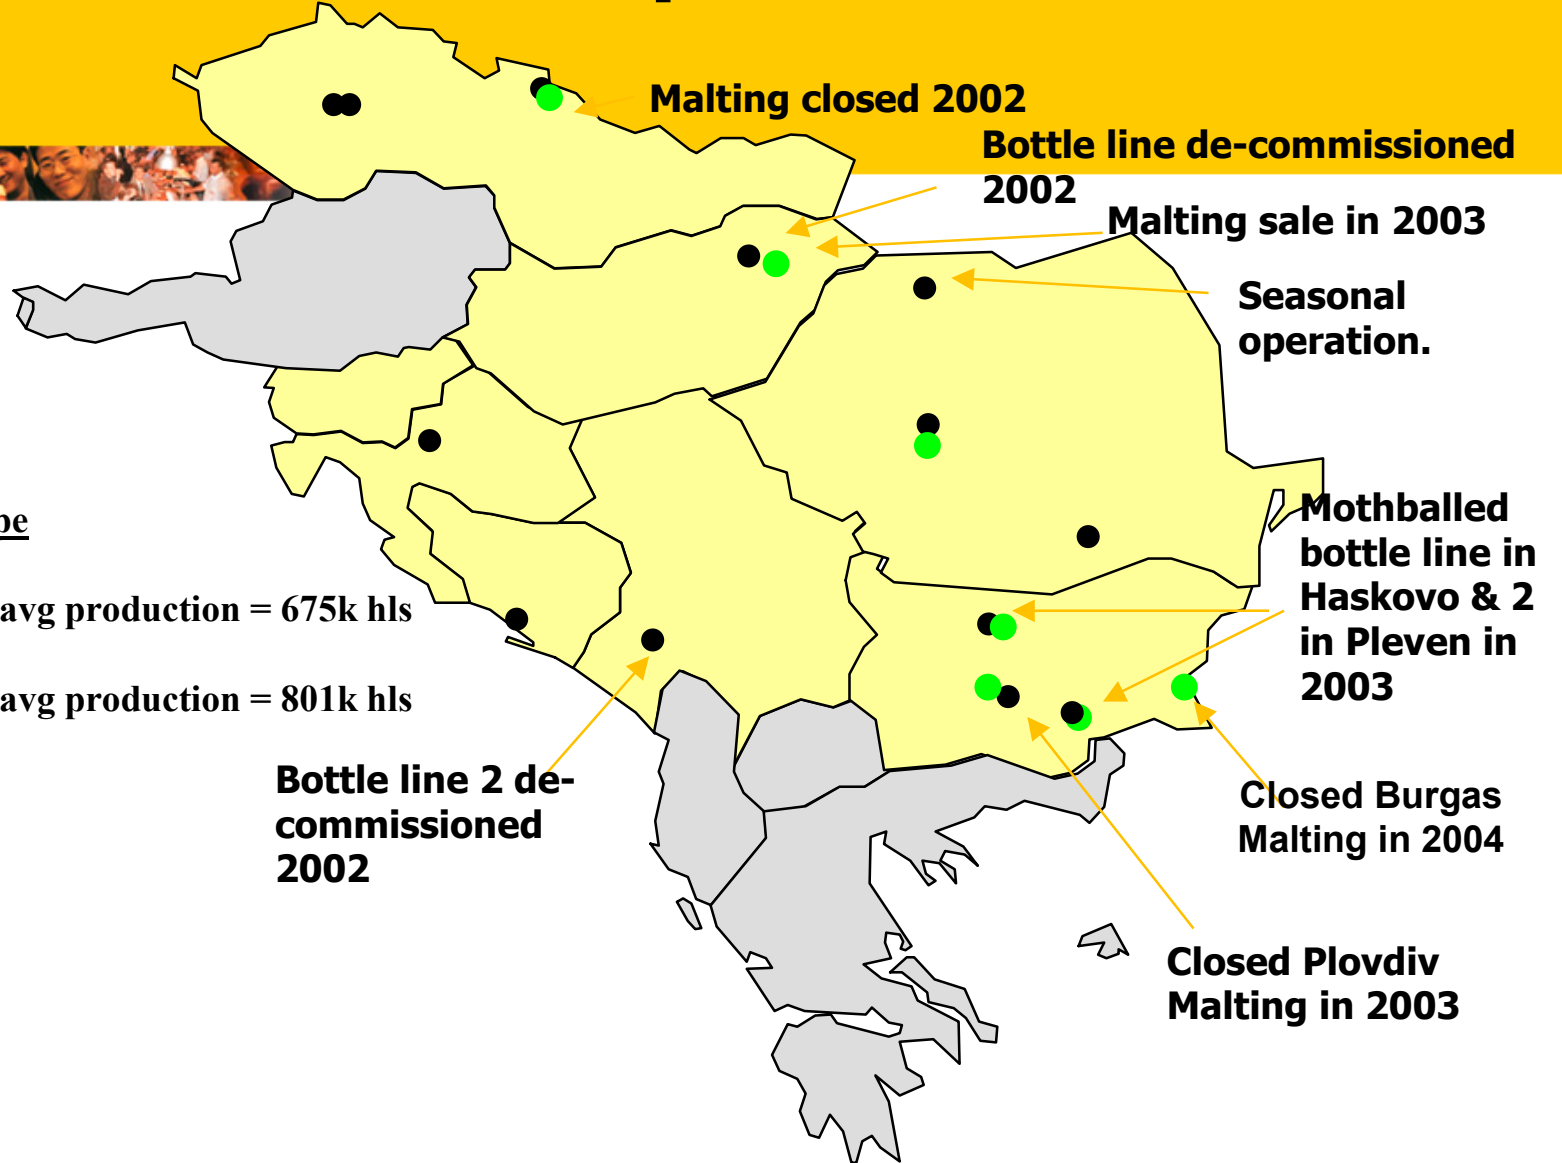 Malting closed 2002
Bottle line de-commissioned
2002
Malting sale in 2003
Seasonal
operation.
Mothballed
bottle line in
Haskovo & 2
in Pleven in
2003
avg production = 675k hls
avg production = 801k hls
Bottle line 2 de-
commissioned
2002
Closed Burgas
Malting in 2004
Closed Plovdiv
Malting in 2003